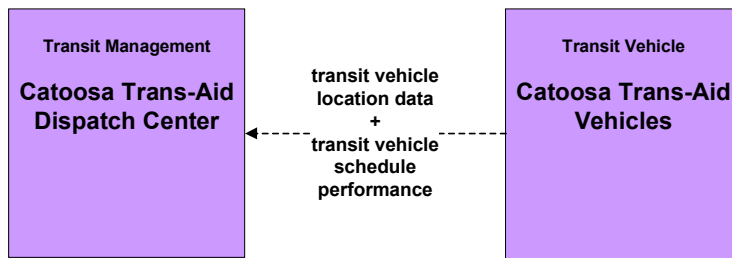 Transit Management
Catoosa Trans-Aid
Dispatch Center
transit vehicle
location data
+
transit vehicle
schedule
performance
Transit Vehicle
Catoosa Trans-Aid
Vehicles